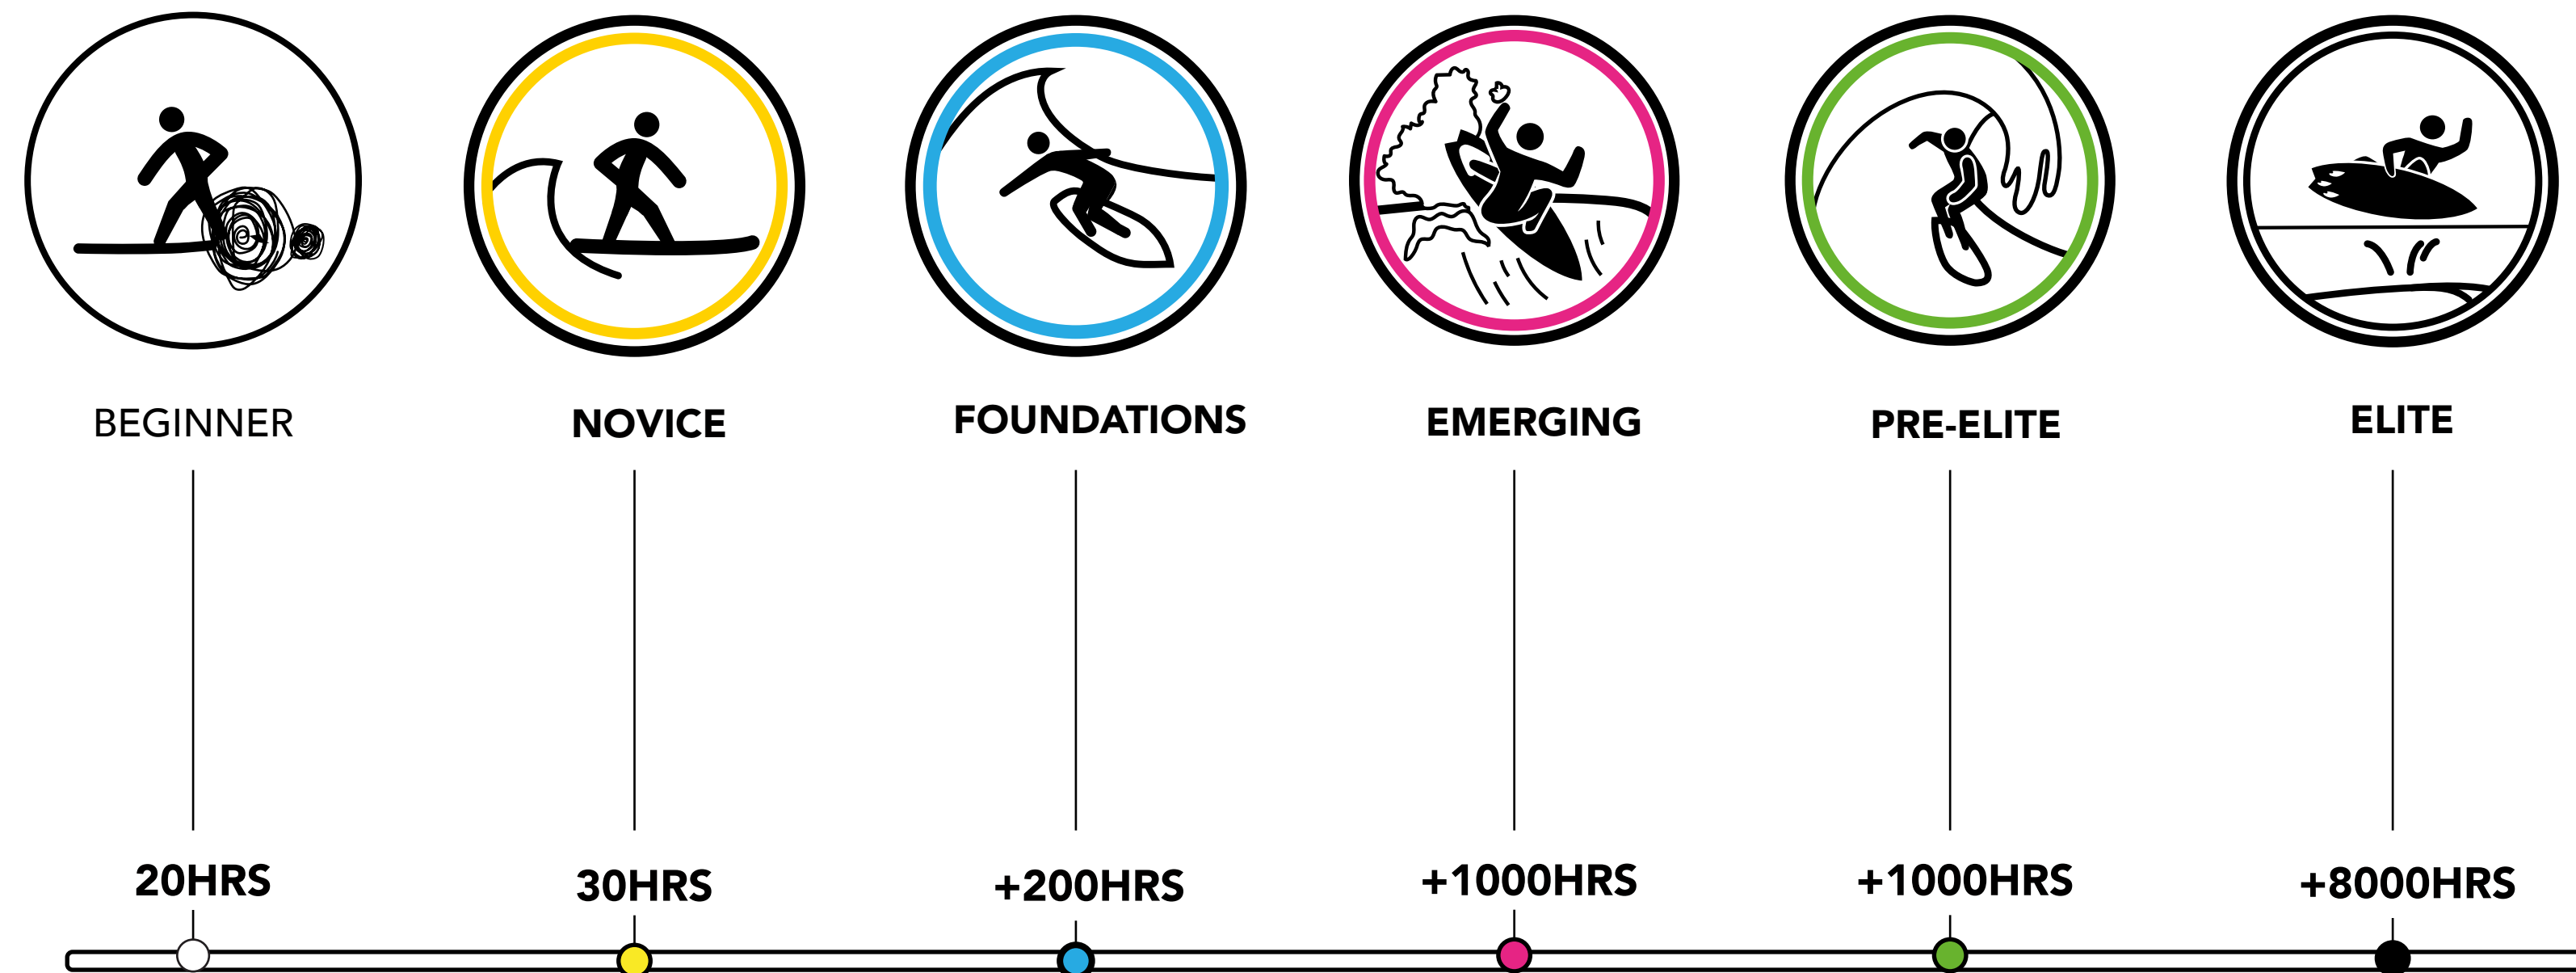 BEGINNER
NOVICE
FOUNDATIONS
EMERGING
PRE-ELITE
ELITE
20HRS
30HRS
+200HRS
+1000HRS
+1000HRS
+8000HRS